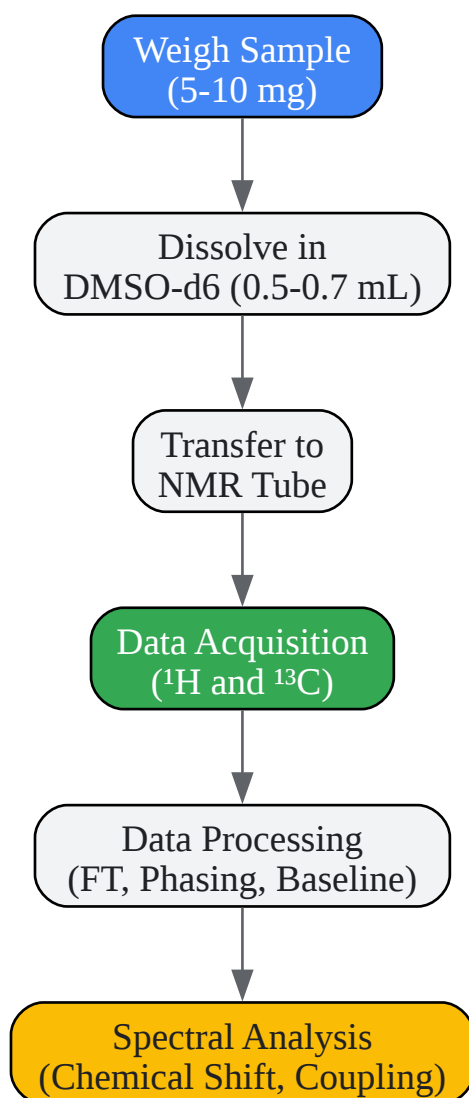 Weigh Sample
(5-10 mg)
Dissolve in
DMSO-d6 (0.5-0.7 mL)
Transfer to
NMR Tube
Data Acquisition
(¹H and ¹³C)
Data Processing
(FT, Phasing, Baseline)
Spectral Analysis
(Chemical Shift, Coupling)